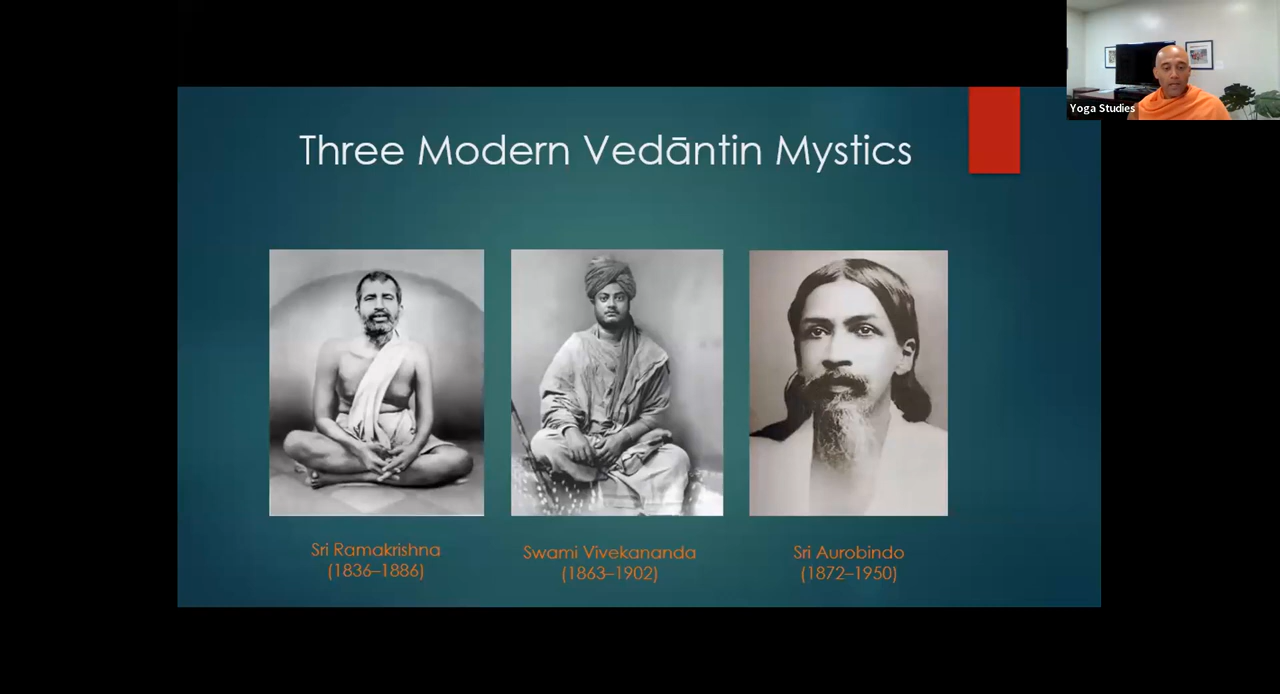 Three Modern Vedāntin Mystics
Yoga Studies
Sri Ramakrishna
(1836–1886)
Swami Vivekananda
(1863–1902)
Sri Aurobindo
(1872–1950)